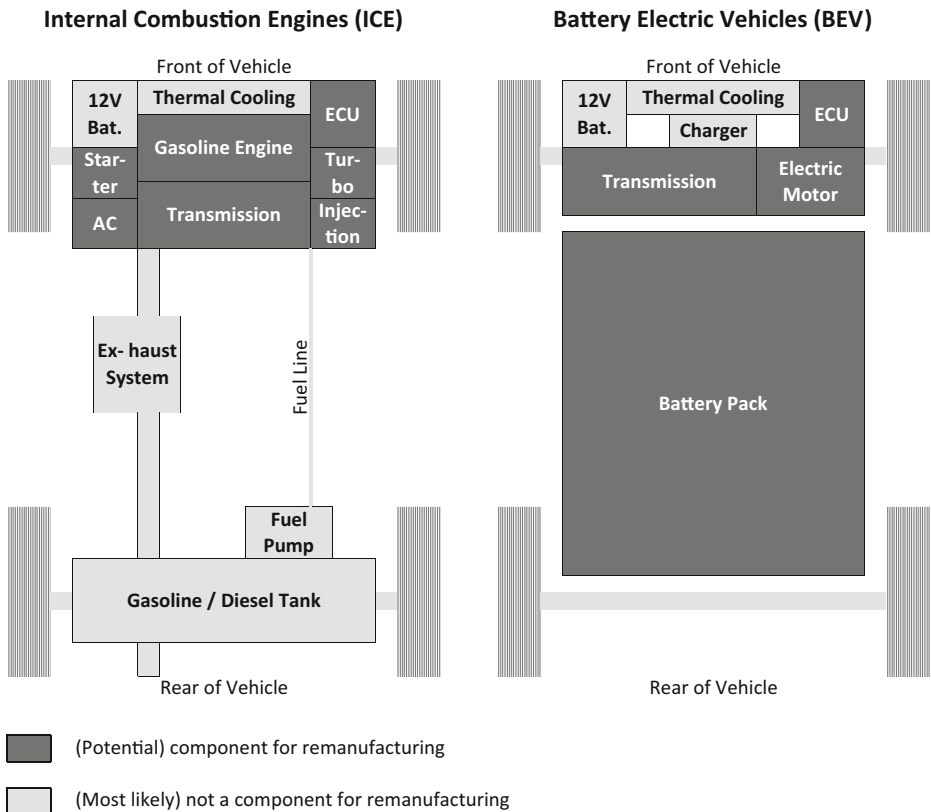 Internal Combustion Engines (ICE)
Front of Vehicle
12V
Bat.
Thermal Cooling
ECU
Gasoline Engine
Star-
ter
Tur-
bo
AC
Transmission
Injec-
tion
Ex- haust
System
Fuel Line
Fuel
Pump
Gasoline / Diesel Tank
Rear of Vehicle
Battery Electric Vehicles (BEV)
Front of Vehicle
12V
Bat.
Thermal Cooling
ECU
Charger
Transmission
Electric
Motor
Battery Pack
Rear of Vehicle
(Potential) component for remanufacturing
(Most likely) not a component for remanufacturing